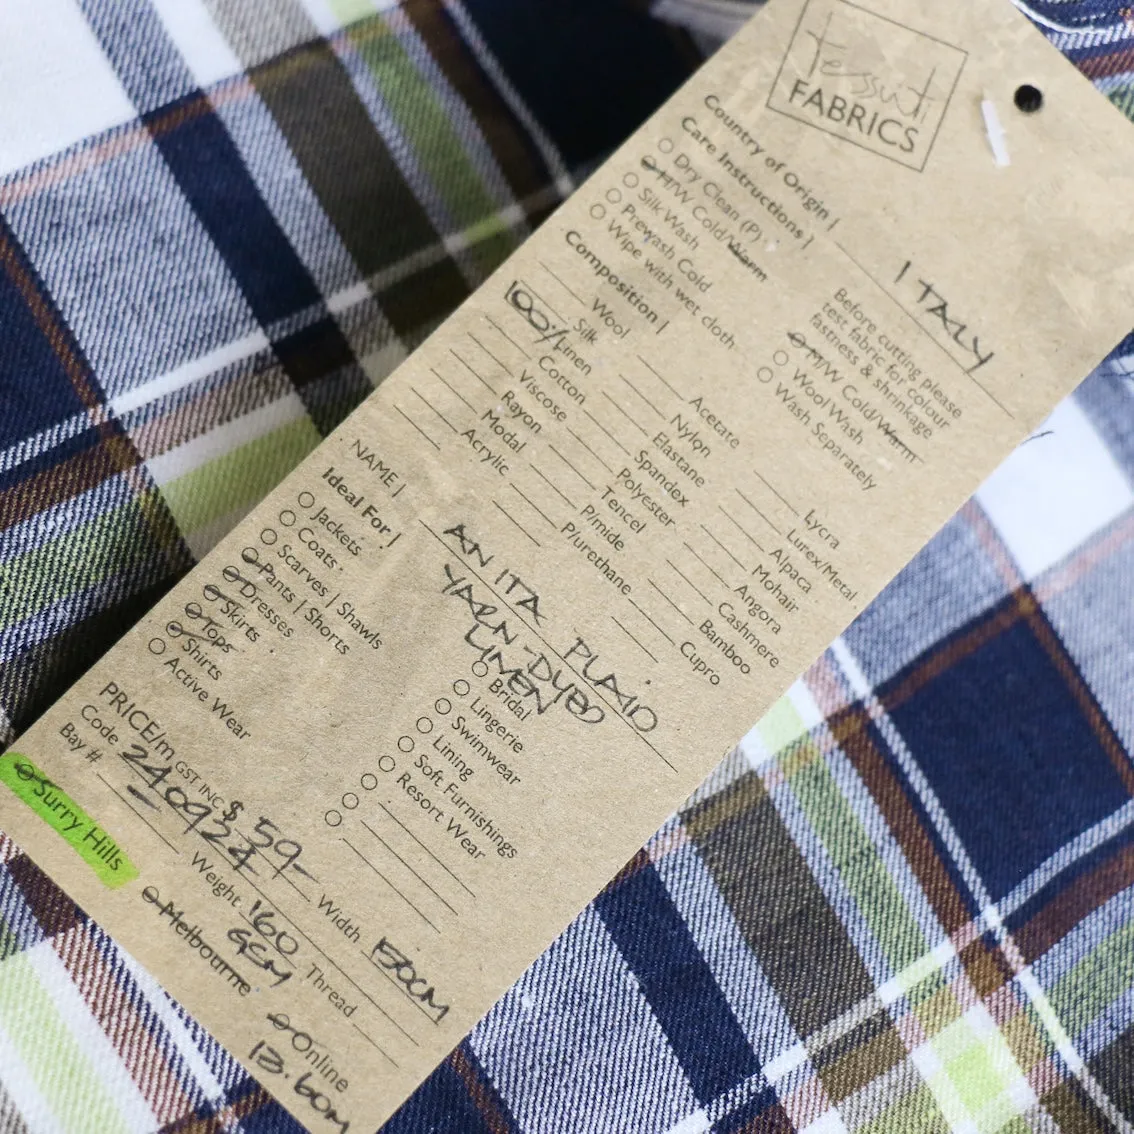 tessuti
FABRICS
Country of Origin | ITALY
Care Instructions |
Dry Clean (P)
H/W Cold/Warm
Silk Wash
Prewash Cold
Wipe with wet cloth
Before cutting please
test fabric for colour
fastness & shrinkage
H/W Cold/Warm
Wool Wash
Wash Separately
Composition |
Wool
Silk
100% Linen
Cotton
Viscose
Rayon
Modal
Acrylic
Acetate
Nylon
Elastane
Spandex
Polyester
Tencel
P/mide
P/urethane
Lycra
Lurex/Metal
Alpaca
Mohair
Angora
Cashmere
Bamboo
Cupro
NAME | ANITA PLAID
YARN-DYED
LINEN
Ideal For |
Jackets
Coats
Scarves | Shawls
Pants | Shorts
Dresses
Skirts
Tops
Shirts
Active Wear
Bridal
Lingerie
Swimwear
Lining
Soft Furnishings
Resort Wear
PRICE/m GST INC $ 59-
Code 240924
Width 150CM
Bay #
Weight 160
GSM
Thread
Surry Hills
Melbourne
Online
13.60M